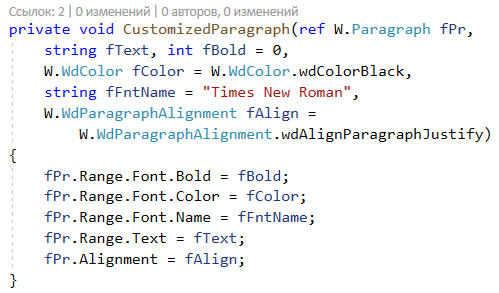 Ссылок: 2 | 0 изменений | 0 авторов, 0 изменений
private void CustomizedParagraph(ref W.Paragraph fPr,
    string fText, int fBold = 0,
    W.WdColor fColor = W.WdColor.wdColorBlack,
    string fFntName = "Times New Roman",
    W.WdParagraphAlignment fAlign =
        W.WdParagraphAlignment.wdAlignParagraphJustify)
{
    fPr.Range.Font.Bold = fBold;
    fPr.Range.Font.Color = fColor;
    fPr.Range.Font.Name = fFntName;
    fPr.Range.Text = fText;
    fPr.Alignment = fAlign;
}